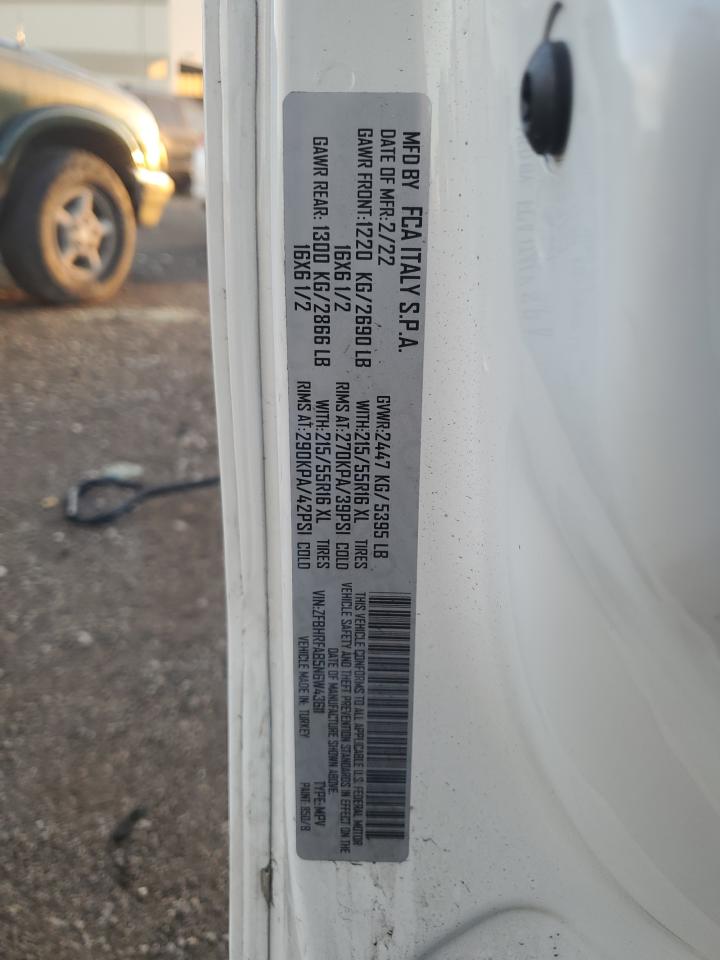 MFD BY FCA ITALY S.P.A.
DATE OF MFR:2/22 GVWR:2447 KG/5395 LB
GAWR FRONT:1220 KG/2690 LB WITH:215/55R16 XL TIRES
16X6 1/2 RIMS AT:270KPA/39PSI COLD
GAWR REAR: 1300 KG/2866 LB WITH:215/55R16 XL TIRES
16X6 1/2 RIMS AT:290KPA/42PSI COLD
THIS VEHICLE CONFORMS TO ALL APPLICABLE U.S. FEDERAL MOTOR
VEHICLE SAFETY AND THEFT PREVENTION STANDARDS IN EFFECT ON THE
DATE OF MANUFACTURE SHOWN ABOVE.
VIN:ZFBHRFAB5N6W43611 TYPE:MPV
VEHICLE MADE IN: TURKEY PAINT: 950/B